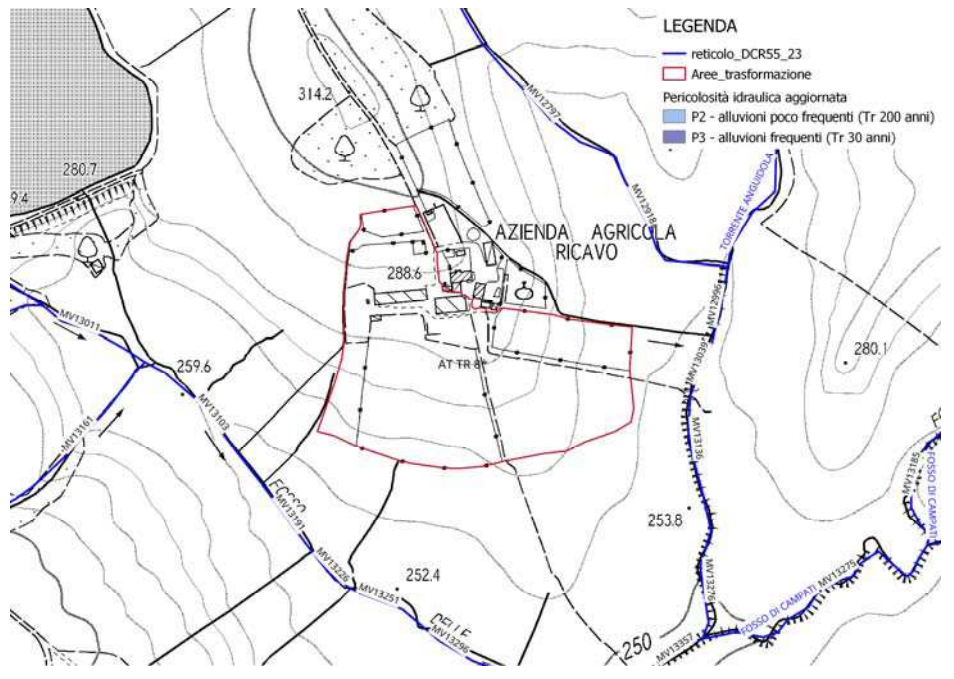 LEGENDA
reticolo_DCR55_23
Aree_trasformazione
Pericolosità idraulica aggiornata
P2 - alluvioni poco frequenti (Tr 200 anni)
P3 - alluvioni frequenti (Tr 30 anni)
MV12797
314.2
280.7
9.4
MV12918
TORRENTE ANGUIDOLA
AZIENDA AGRICOLA
RICAVO
288.6
MV12996
MV13011
259.6
MV13039
280.1
AT TR 8
MV13161
MV13103
MV13136
MV13185
FOSSO DI CAMPATI
FOSSO
MV13191
253.8
MV13226
252.4
MV13251
MV13275
MV13276
FOSSO DI CAMPATI
DELLE
MV13296
250
MV13357